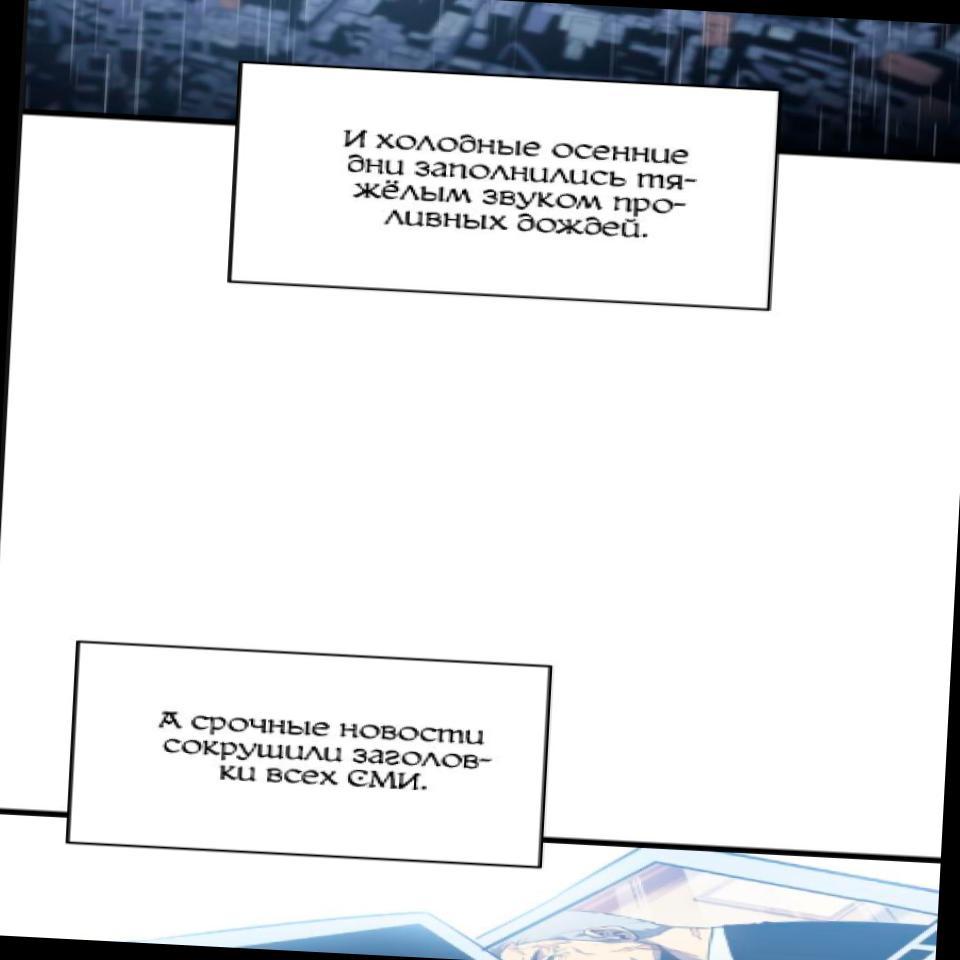 И холодные осенние
дни заполнились тя-
жёлым звуком про-
ливных дождей.
А срочные новости
сокрушили заголов-
ки всех СМИ.